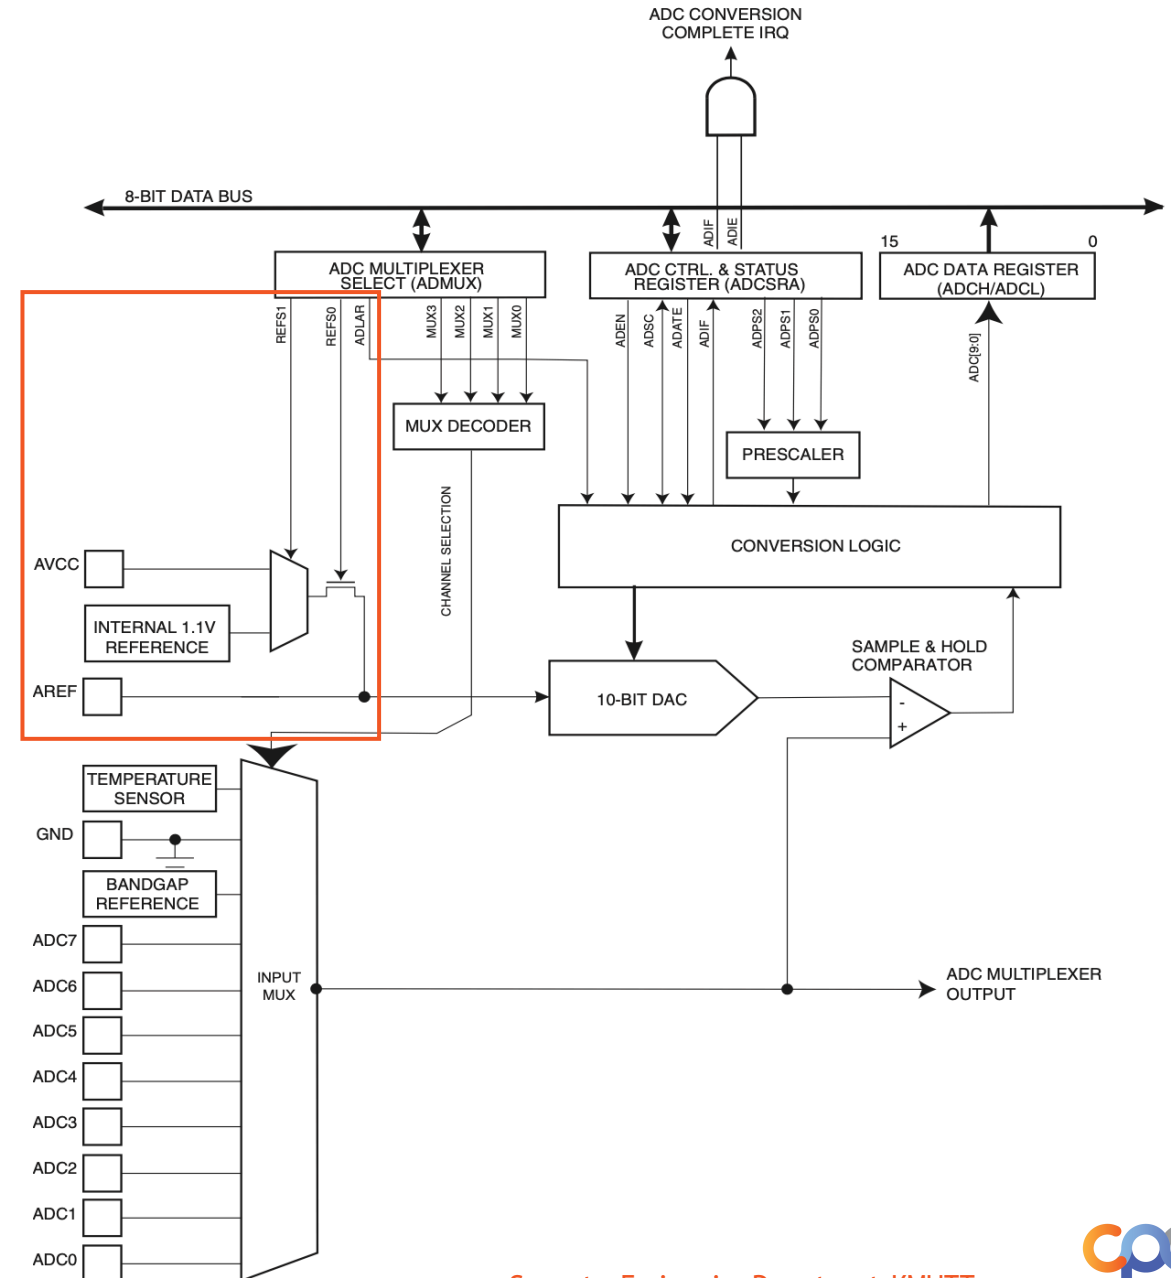 ADC CONVERSION
COMPLETE IRQ
8-BIT DATA BUS
ADIF
ADIE
15
0
ADC MULTIPLEXER
SELECT (ADMUX)
ADC CTRL. & STATUS
REGISTER (ADCSRA)
ADC DATA REGISTER
(ADCH/ADCL)
REFS1
REFS0
ADLAR
MUX3
MUX2
MUX1
MUX0
ADEN
ADSC
ADATE
ADIF
ADPS2
ADPS1
ADPS0
ADC[9:0]
MUX DECODER
PRESCALER
CHANNEL SELECTION
CONVERSION LOGIC
AVCC
INTERNAL 1.1V
REFERENCE
AREF
10-BIT DAC
SAMPLE & HOLD
COMPARATOR
-
+
TEMPERATURE
SENSOR
GND
BANDGAP
REFERENCE
ADC7
ADC6
ADC5
ADC4
ADC3
ADC2
ADC1
ADC0
INPUT
MUX
ADC MULTIPLEXER
OUTPUT